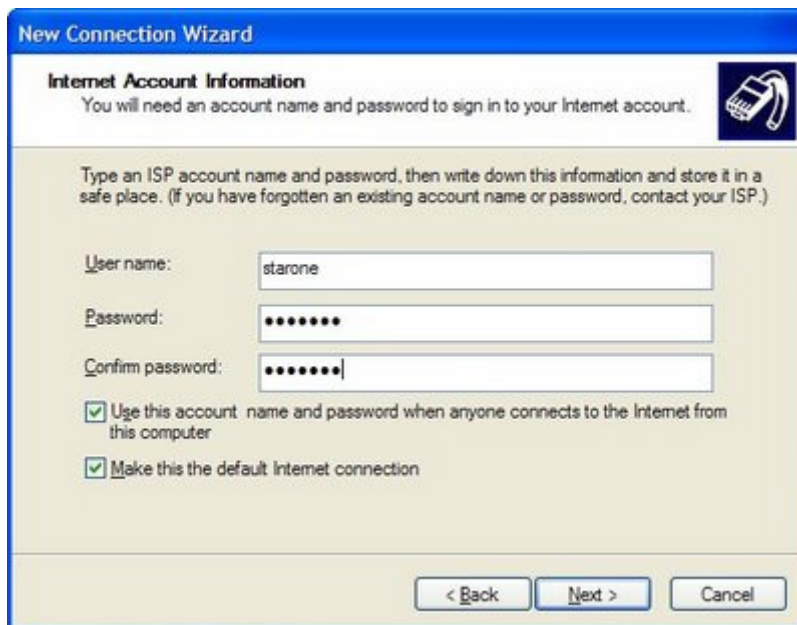 New Connection Wizard
Internet Account Information
You will need an account name and password to sign in to your Internet account.
Type an ISP account name and password, then write down this information and store it in a
safe place. (If you have forgotten an existing account name or password, contact your ISP.)
User name:
starone
Password:
•••••••
Confirm password:
•••••••
Use this account name and password when anyone connects to the Internet from
this computer
Make this the default Internet connection
< Back
Next >
Cancel